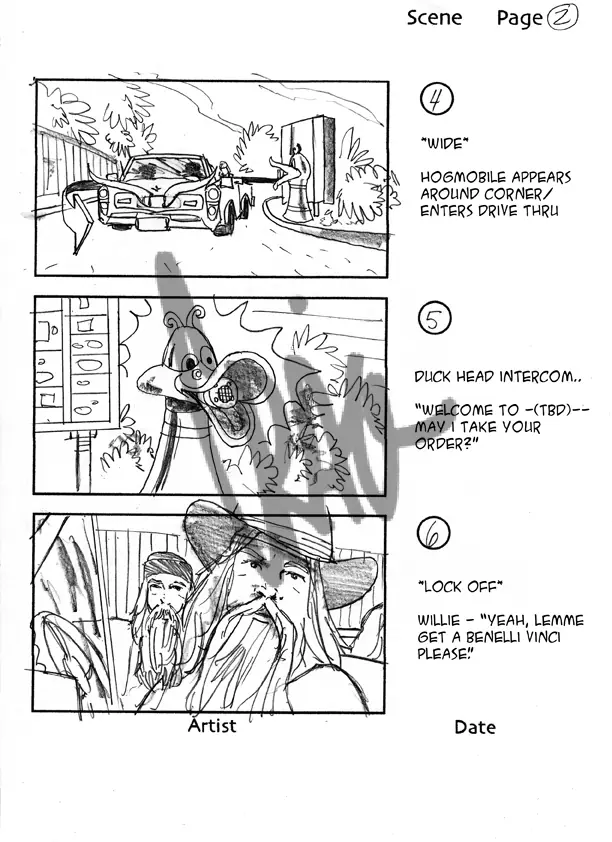 Scene Page 2
4
"WIDE"
HOGMOBILE APPEARS
AROUND CORNER/
ENTERS DRIVE THRU
5
DUCK HEAD INTERCOM..
"WELCOME TO -(TBD)--
MAY I TAKE YOUR
ORDER?"
6
"LOCK OFF"
WILLIE - "YEAH, LEMME
GET A BENELLI VINCI
PLEASE."
Artist Date